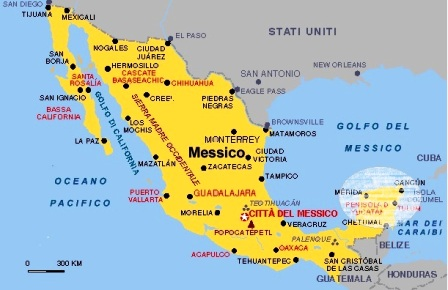 SAN DIEGO
TIJUANA
MEXICALI
EL PASO
STATI UNITI
NOGALES
CIUDAD
JUÁREZ
SAN
BORJA
HERMOSILLO
CASCATE
BASASEACHIC
SANTA
ROSALÍA
CHIHUAHUA
SAN ANTONIO
NEW ORLEANS
EAGLE PASS
SAN IGNACIO
CREEL
PIEDRAS
NEGRAS
BASSA
CALIFORNIA
GOLFO DI CALIFORNIA
SIERRA MADRE OCCIDENTALE
LOS
MOCHIS
BROWNSVILLE
MATAMOROS
MONTERREY
GOLFO DEL
MESSICO
LA PAZ
Messico
MAZATLÁN
ZACATECAS
CIUDAD
VICTORIA
CUBA
OCEANO
PACIFICO
TAMPICO
CANCÚN
MÉRIDA
PUERTO
VALLARTA
GUADALAJARA
TEOTIHUACAN
MORELIA
CITTÀ DEL MESSICO
POPOCATÉPETL
VERACRUZ
CHETUMAL
MAR DEI
CARAIBI
PALENQUE
BELIZE
ACAPULCO
OAXACA
TEHUANTEPEC
SAN CRISTÓBAL
DE LAS CASAS
GUATEMALA
HONDURAS
0
300 KM